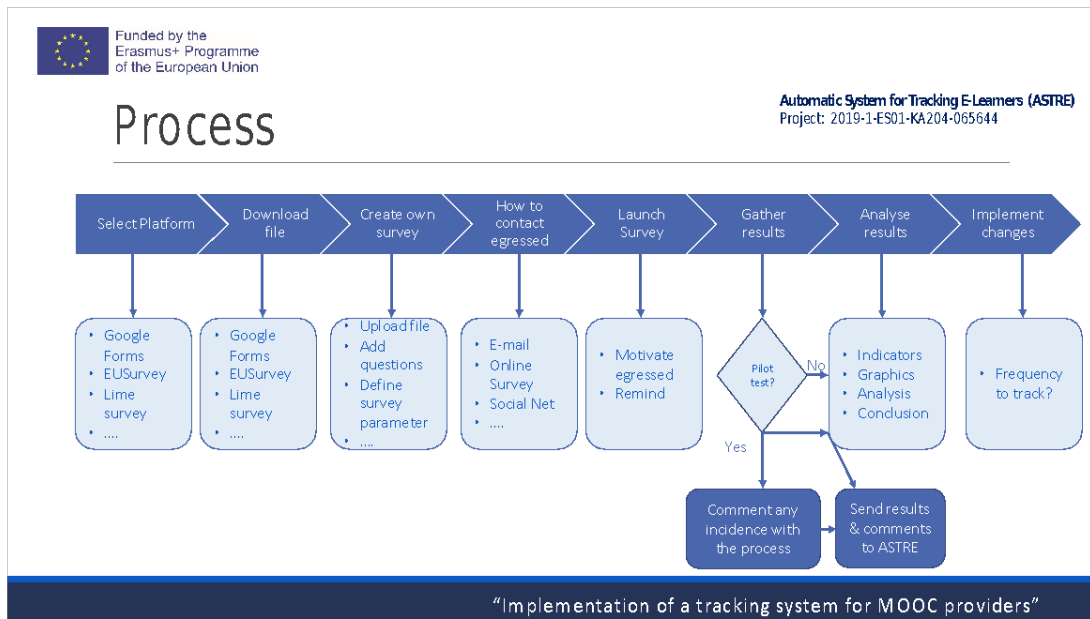 Funded by the
Erasmus+ Programme
of the European Union
Automatic System for Tracking E-Learners (ASTRE)
Project: 2019-1-ES01-KA204-065644
Process
Select Platform
Download
file
Create own
survey
How to
contact
egressed
Launch
Survey
Gather
results
Analyse
results
Implement
changes
• Google
Forms
• EUSurvey
• Lime
survey
• ....
• Google
Forms
• EUSurvey
• Lime
survey
• ....
• Upload file
• Add
questions
• Define
survey
parameter
• ....
• E-mail
• Online
Survey
• Social Net
• ....
• Motivate
egressed
• Remind
Pilot
test?
No
Yes
• Indicators
• Graphics
• Analysis
• Conclusion
• Frequency
to track?
Comment any
incidence with
the process
Send results
& comments
to ASTRE
“Implementation of a tracking system for MOOC providers”